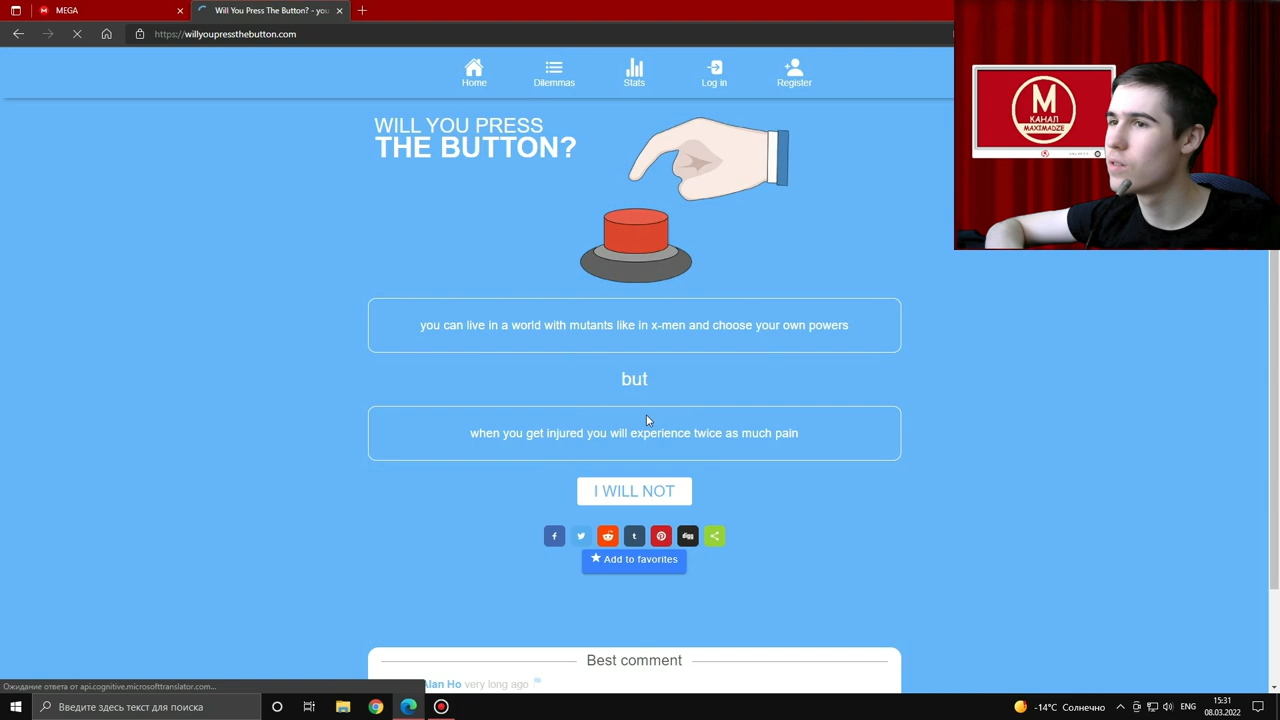 MEGA
Will You Press The Button? - you
https://willyoupressthebutton.com
Home
Dilemmas
Stats
Log in
Register
M
КАНАЛ
MAXIMADZE
WILL YOU PRESS
THE BUTTON?
you can live in a world with mutants like in x-men and choose your own powers
but
when you get injured you will experience twice as much pain
I WILL NOT
Add to favorites
Best comment
Alan Ho very long ago
Ожидание ответа от api.cognitive.microsofttranslator.com...
Введите здесь текст для поиска
-14°C Солнечно
ENG
15:31
08.03.2022